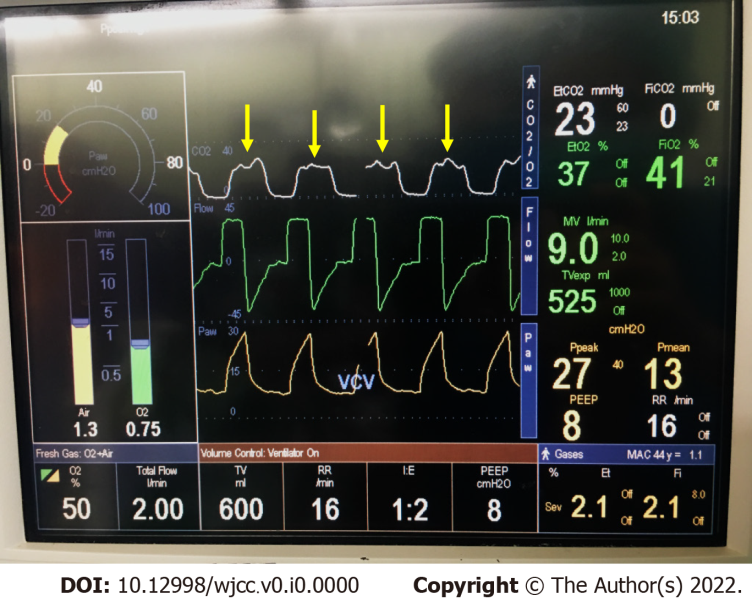 15:03
40
20 60
0 Paw 80
cmH2O
-20 100
CO2 40
0
Flow 45
0
-45
Paw 30
15
0
VCV
CO2/O2
Flow
Paw
EtCO2 mmHg FiCO2 mmHg
23 60 23 0 Off
EtO2 % FiO2 %
37 Off Off 41 Off 21
MV l/min
9.0 10.0 2.0
TVexp ml
525 1000 Off
cmH2O
Ppeak Pmean
27 40 13
PEEP RR /min
8 16 Off Off
l/min
15
10
5
1
0.5
Air O2
1.3 0.75
Fresh Gas: O2+Air Volume Control: Ventilator On Gases MAC 44 y = 1.1
O2 % Total Flow l/min TV ml RR /min I:E PEEP cmH2O % Et Fi
50 2.00 600 16 1:2 8 Sev 2.1 Off Off 2.1 8.0 Off
DOI: 10.12998/wjcc.v0.i0.0000 Copyright © The Author(s) 2022.